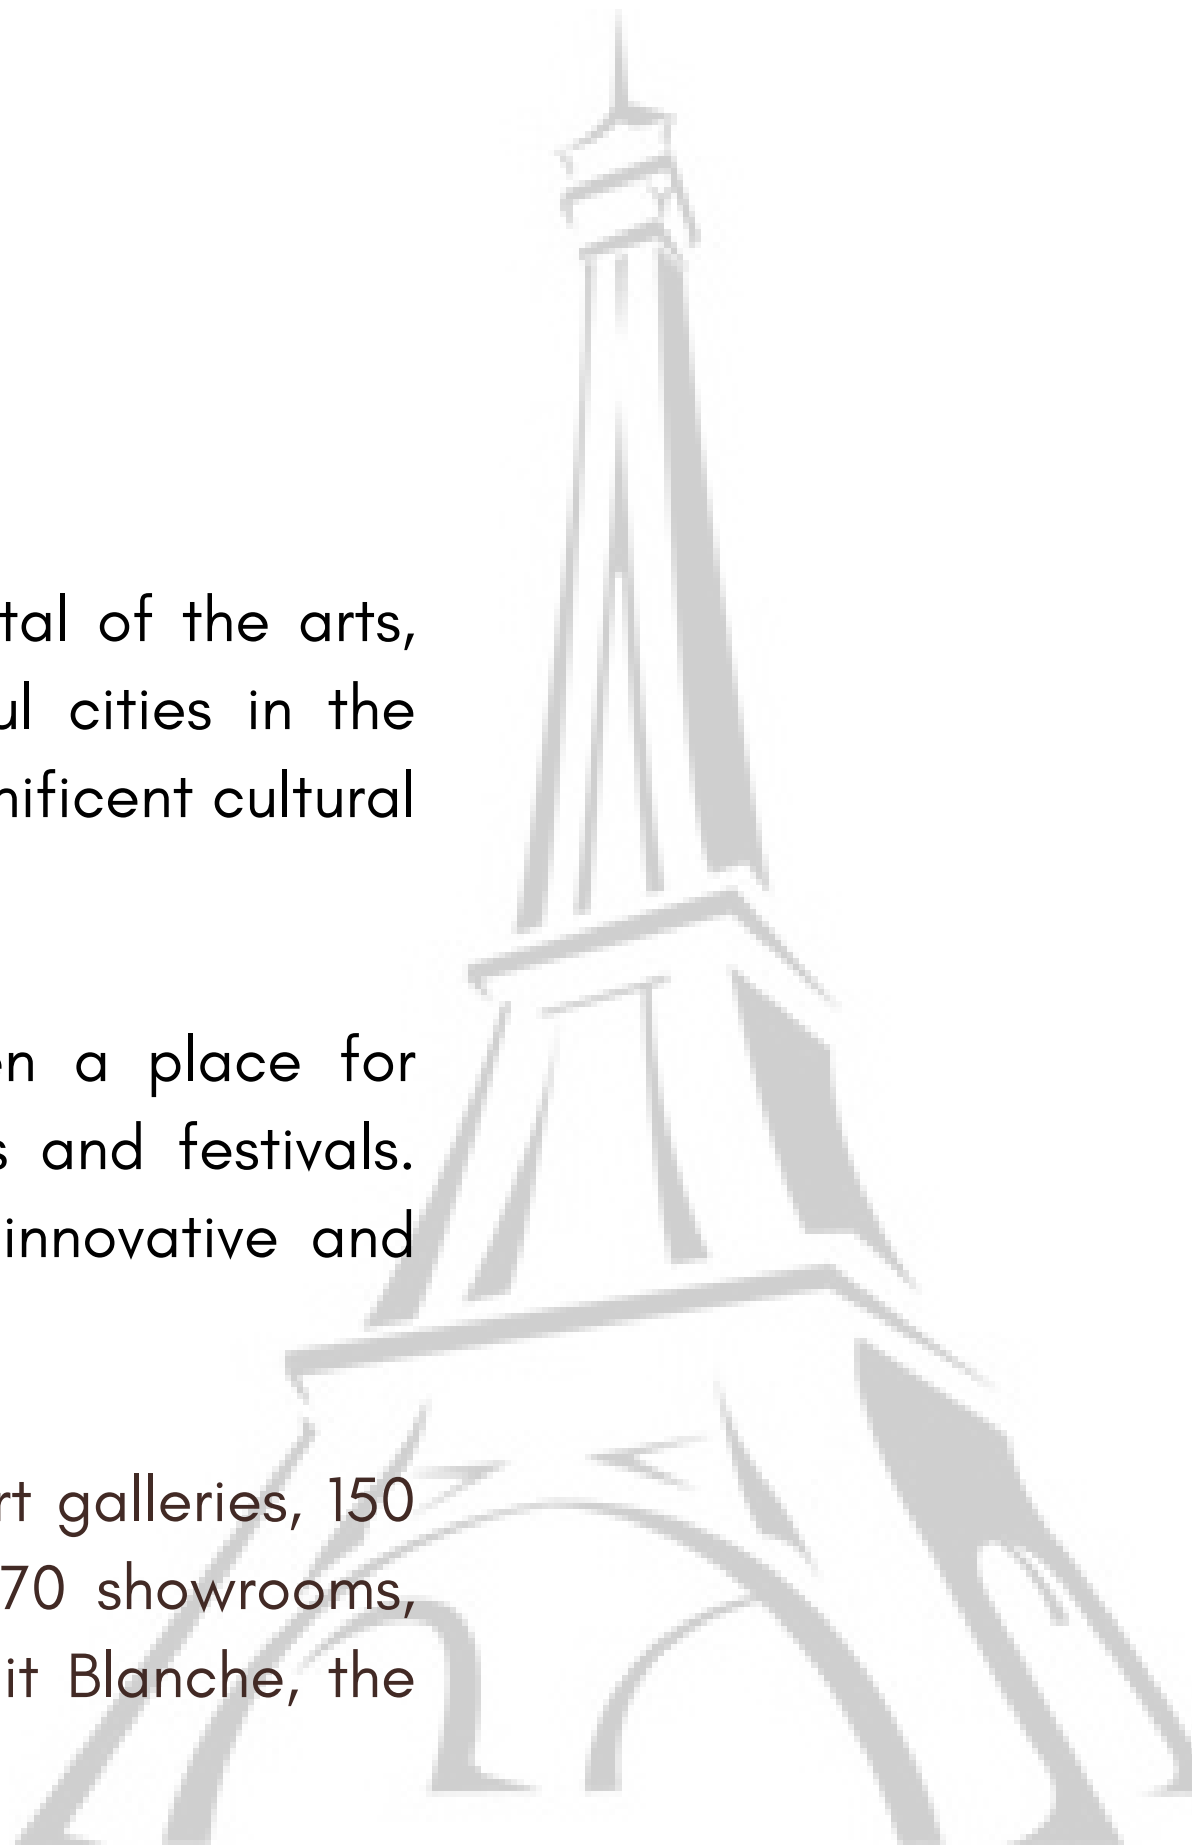 tal of the arts,
ul cities in the
nificent cultural
en a place for
s and festivals.
innovative and
rt galleries, 150
70 showrooms,
it Blanche, the